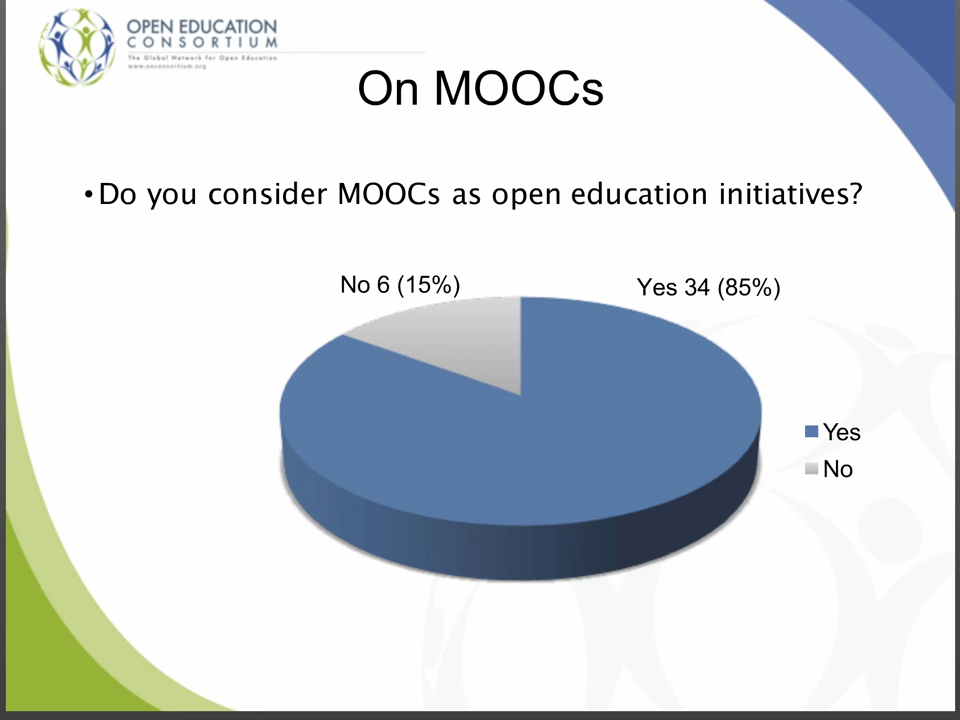 OPEN EDUCATION
CONSORTIUM
The Global Network for Open Education
www.oeconsortium.org
On MOOCs
•Do you consider MOOCs as open education initiatives?
No 6 (15%)
Yes 34 (85%)
Yes
No